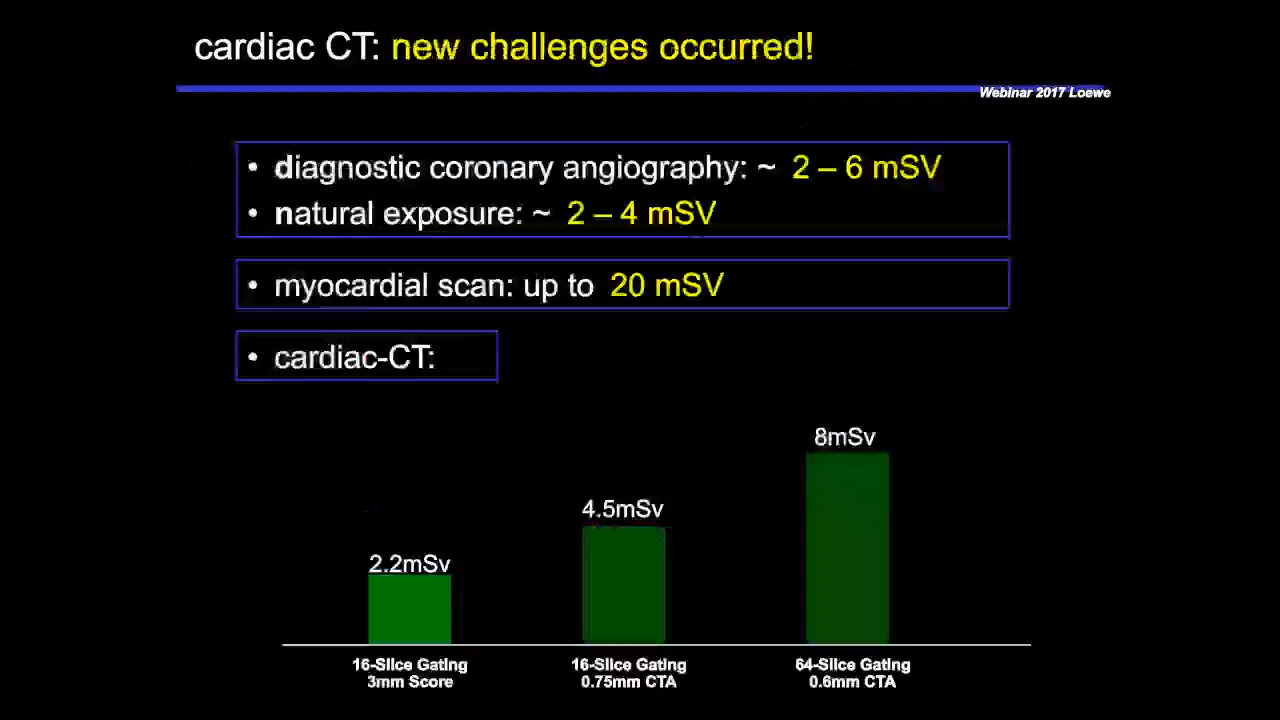 cardiac CT: new challenges occurred!
Webinar 2017 Loewe
• diagnostic coronary angiography: ~ 2 – 6 mSV
• natural exposure: ~ 2 – 4 mSV
• myocardial scan: up to 20 mSV
• cardiac-CT:
8mSv
4.5mSv
2.2mSv
16-Slice Gating
3mm Score
16-Slice Gating
0.75mm CTA
64-Slice Gating
0.6mm CTA